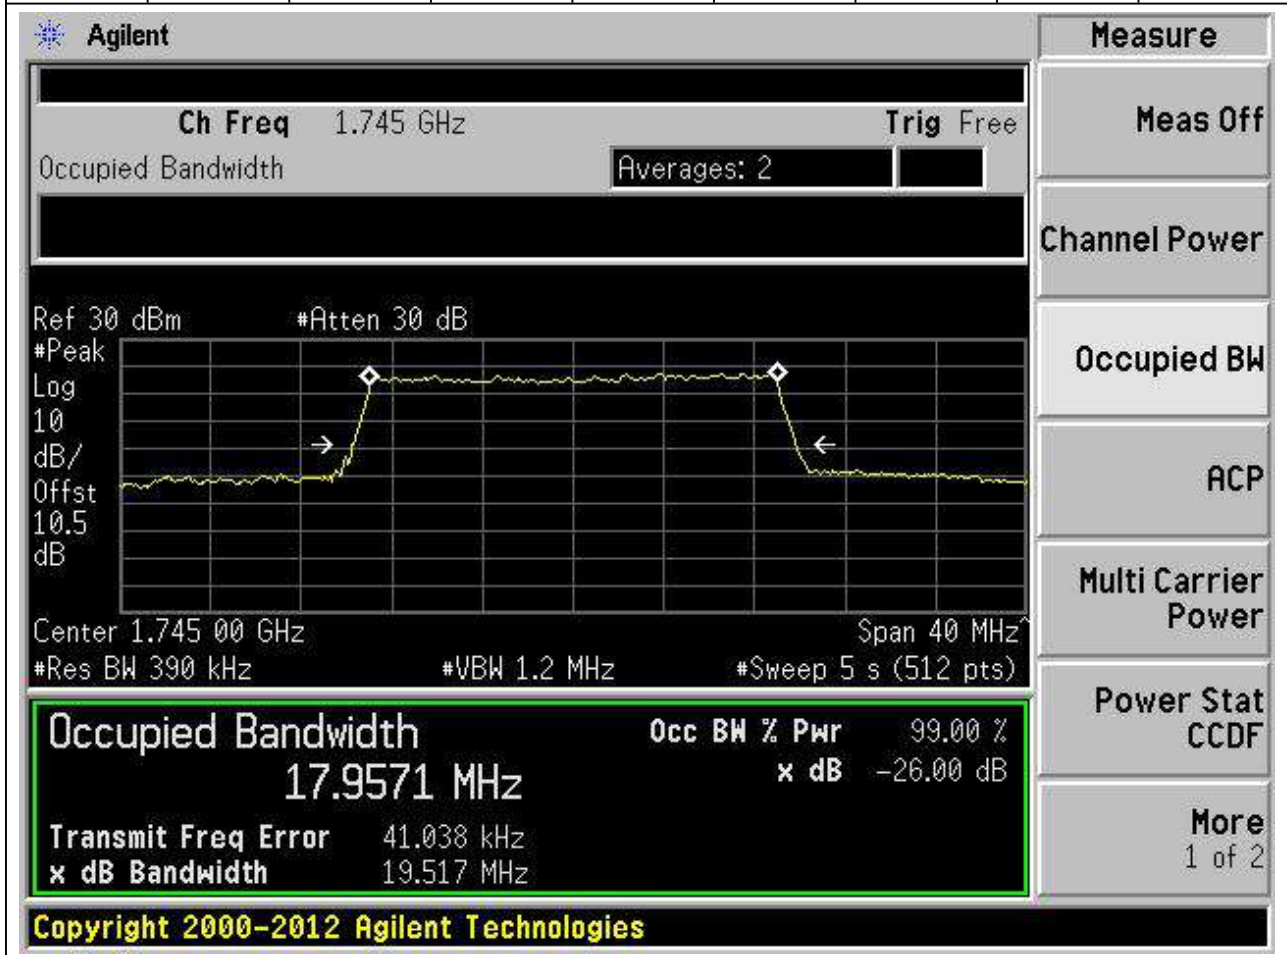 Agilent
Measure
Ch Freq 1.745 GHz Trig Free
Occupied Bandwidth Averages: 2
Meas Off
Channel Power
Occupied BW
ACP
Multi Carrier
Power
Power Stat
CCDF
More
1 of 2
Ref 30 dBm #Atten 30 dB
#Peak
Log
10
dB/
Offst
10.5
dB
Center 1.745 00 GHz Span 40 MHz^
#Res BW 390 kHz #VBW 1.2 MHz #Sweep 5 s (512 pts)
Occupied Bandwidth
17.9571 MHz
Occ BW % Pwr 99.00 %
x dB -26.00 dB
Transmit Freq Error 41.038 kHz
x dB Bandwidth 19.517 MHz
Copyright 2000-2012 Agilent Technologies